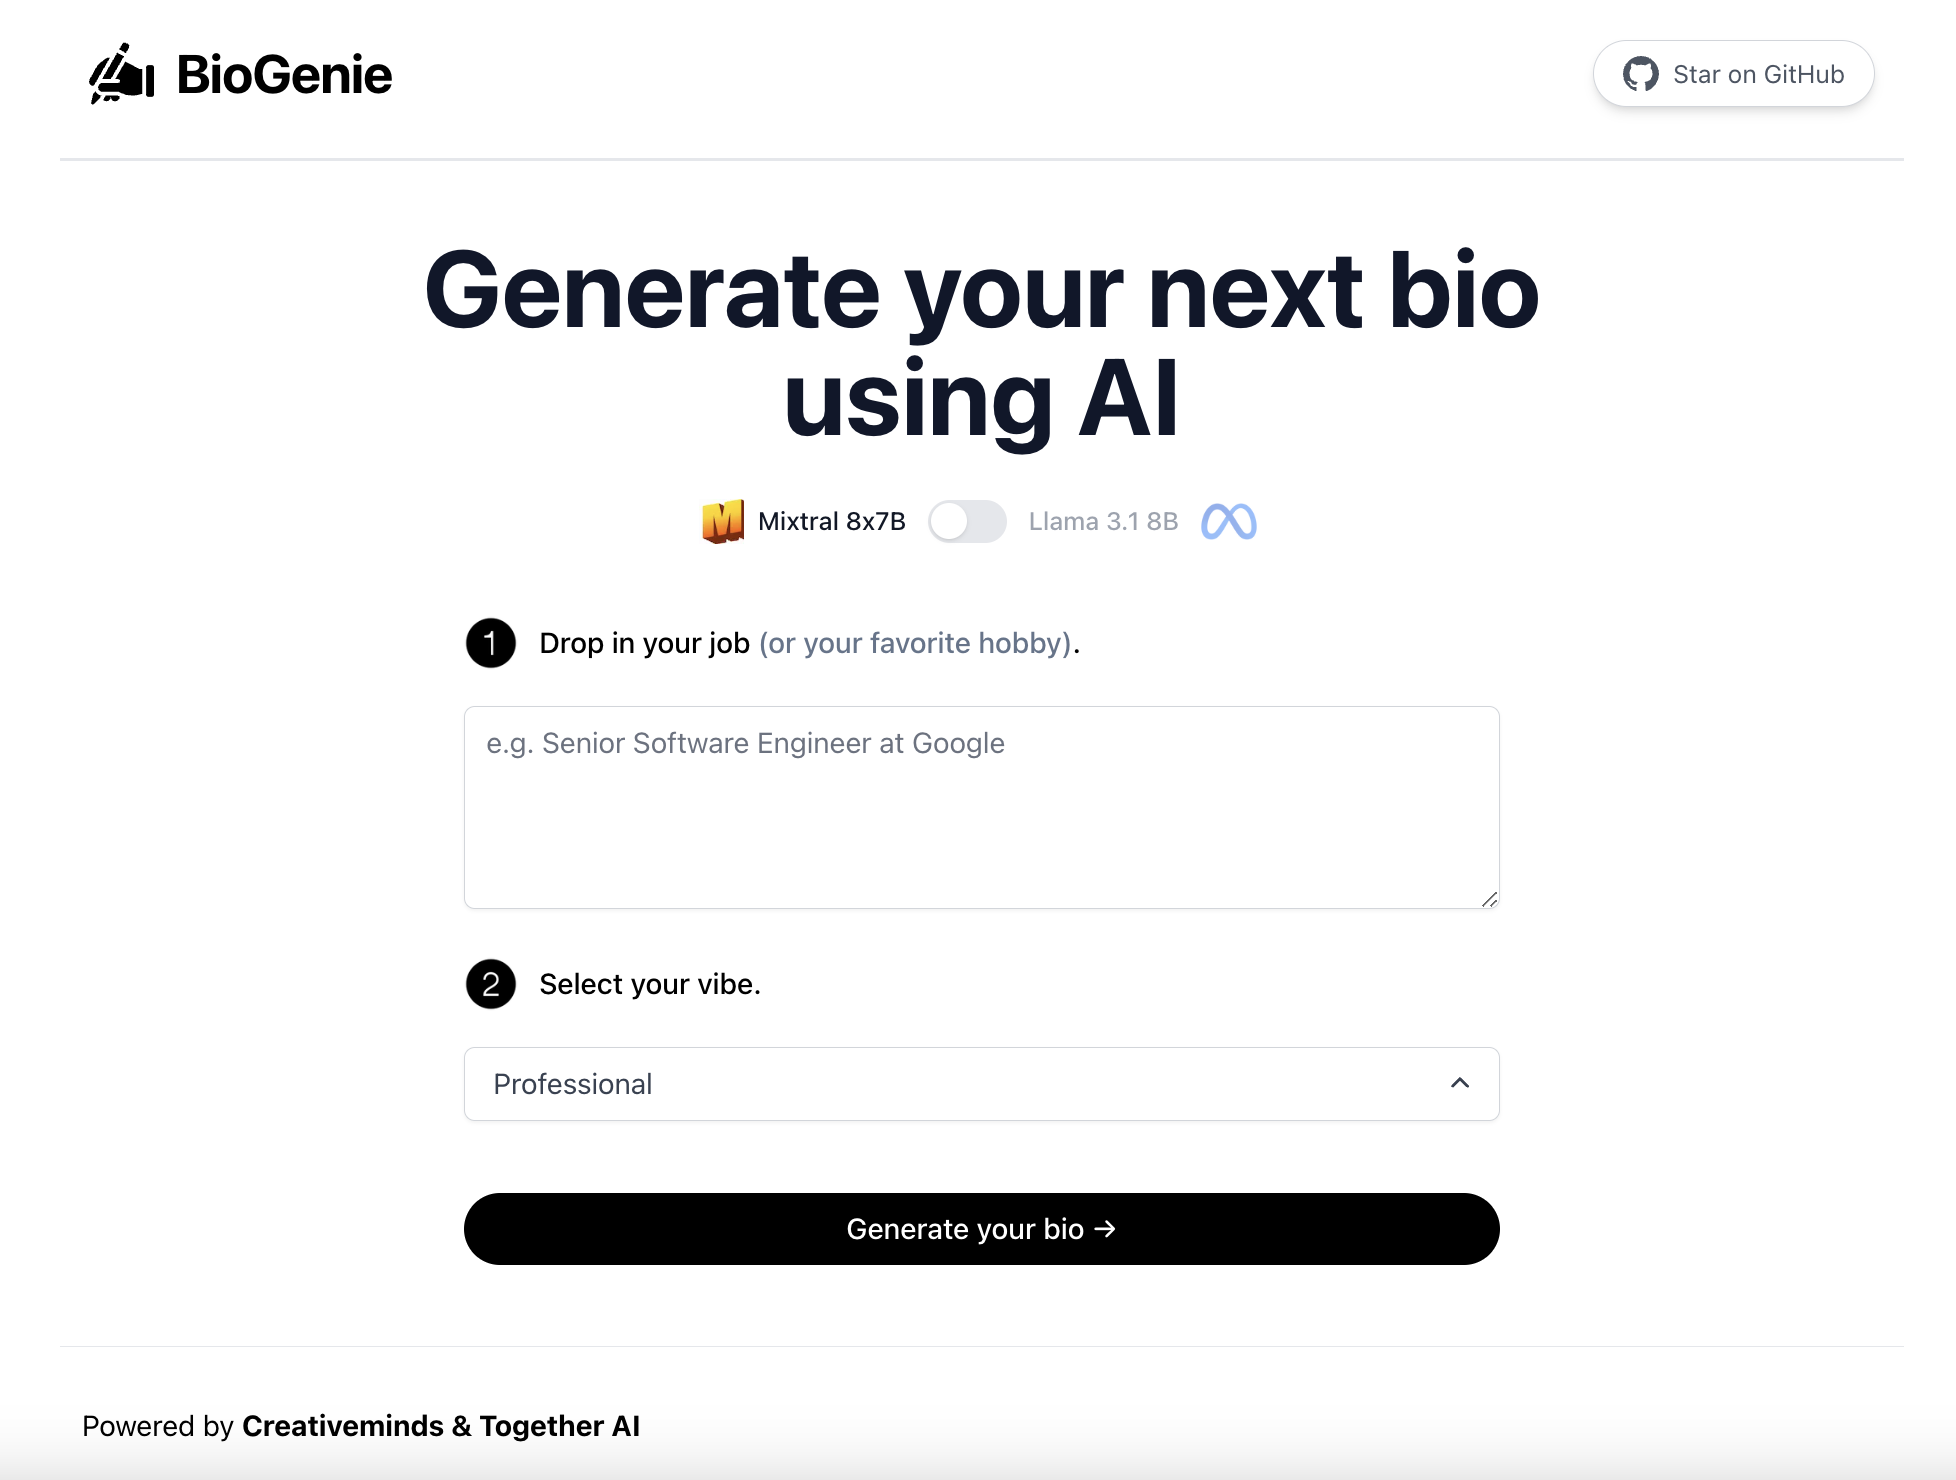 BioGenie
Star on GitHub
Generate your next bio
using AI
Mixtral 8x7B
Llama 3.1 8B
1 Drop in your job (or your favorite hobby).
e.g. Senior Software Engineer at Google
2 Select your vibe.
Professional
Generate your bio →
Powered by Creativeminds & Together AI